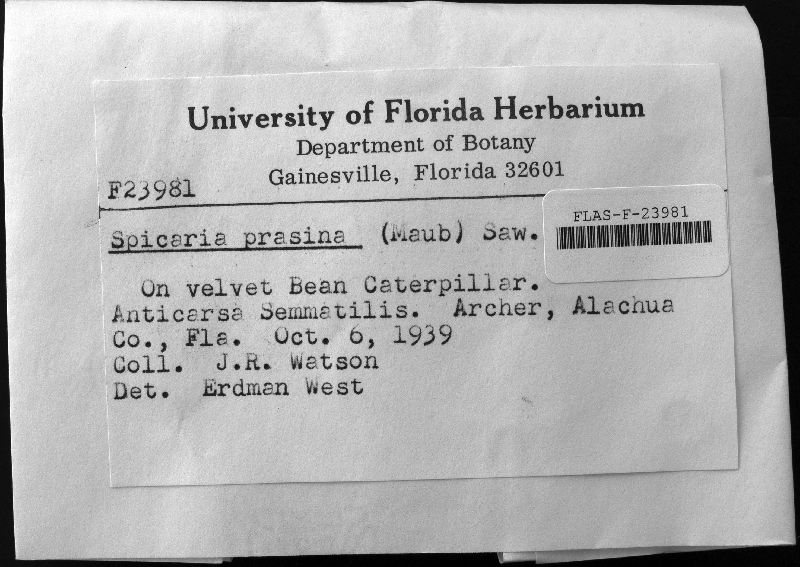 University of Florida Herbarium
Department of Botany
Gainesville, Florida 32601
F23981
FLAS-F-23981
Spicaria prasina (Maub) Saw.
On velvet Bean Caterpillar.
Anticarsa Semmatilis. Archer, Alachua
Co., Fla. Oct. 6, 1939
Coll. J.R. Watson
Det. Erdman West